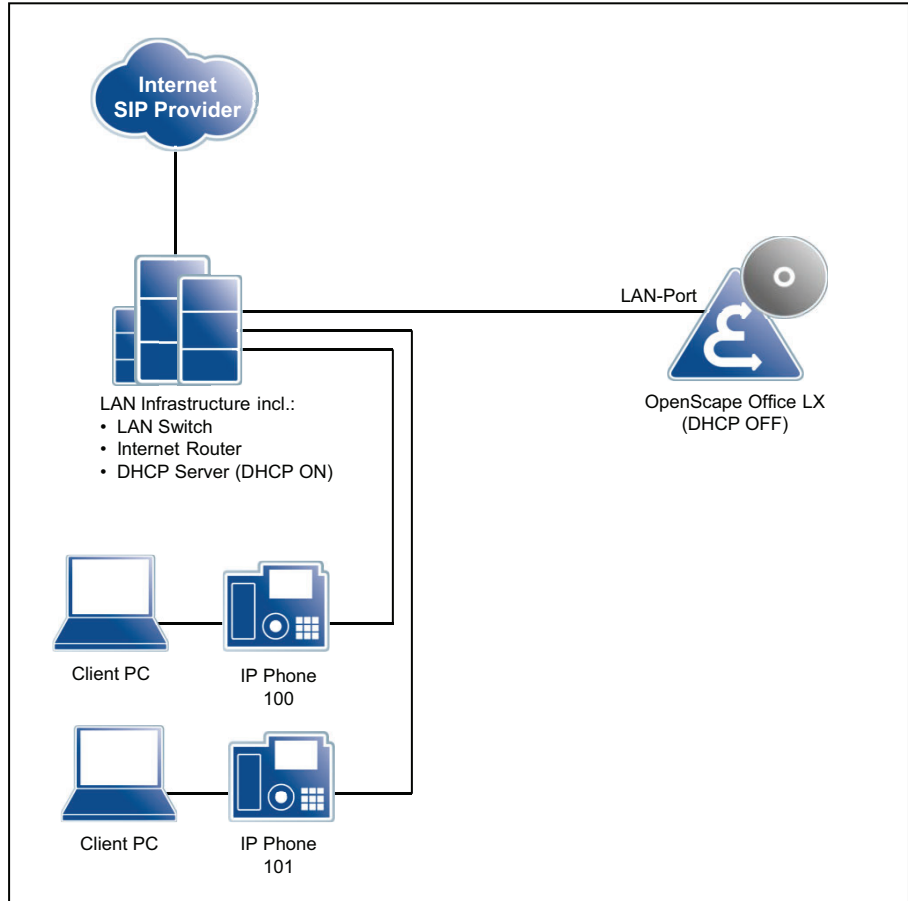 Internet
SIP Provider
LAN-Port
OpenScape Office LX
(DHCP OFF)
LAN Infrastructure incl.:
• LAN Switch
• Internet Router
• DHCP Server (DHCP ON)
Client PC
IP Phone
100
Client PC
IP Phone
101